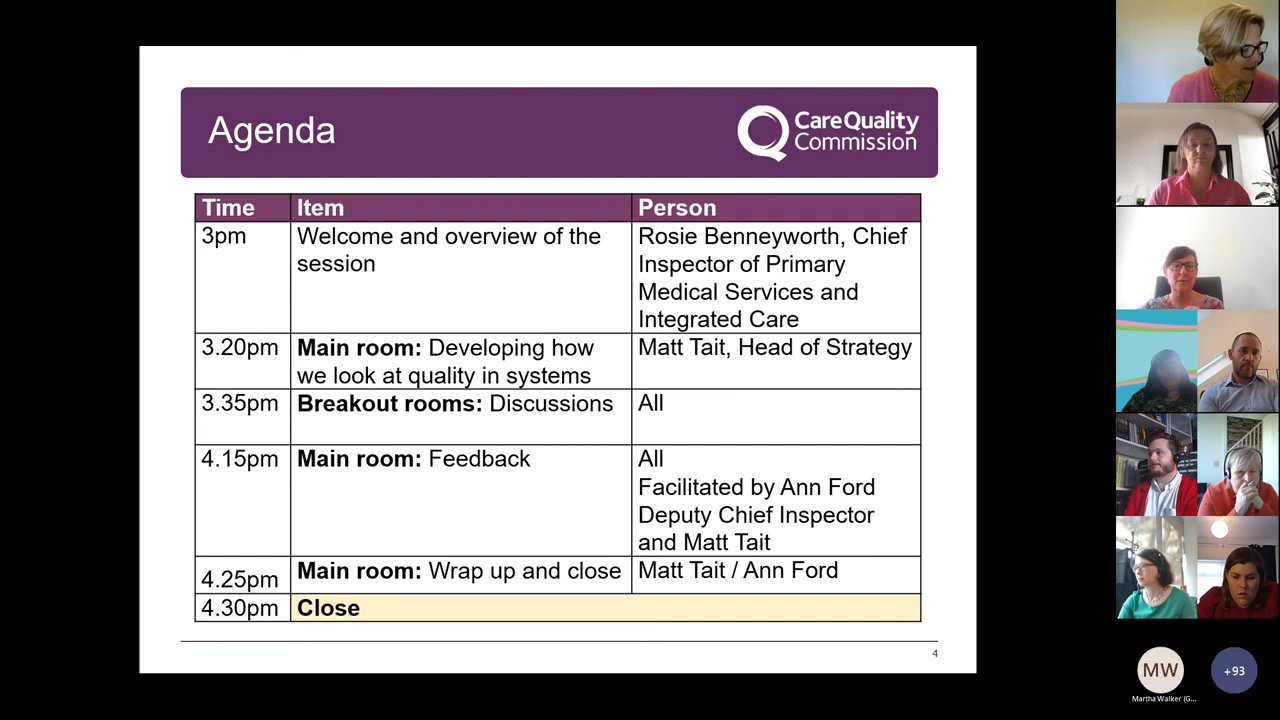 Agenda
CareQuality
Commission
Time Item Person
3pm Welcome and overview of the session Rosie Benneyworth, Chief Inspector of Primary Medical Services and Integrated Care
3.20pm Main room: Developing how we look at quality in systems Matt Tait, Head of Strategy
3.35pm Breakout rooms: Discussions All
4.15pm Main room: Feedback All Facilitated by Ann Ford Deputy Chief Inspector and Matt Tait
4.25pm Main room: Wrap up and close Matt Tait / Ann Ford
4.30pm Close
4
MW
+93
Martha Walker (G...